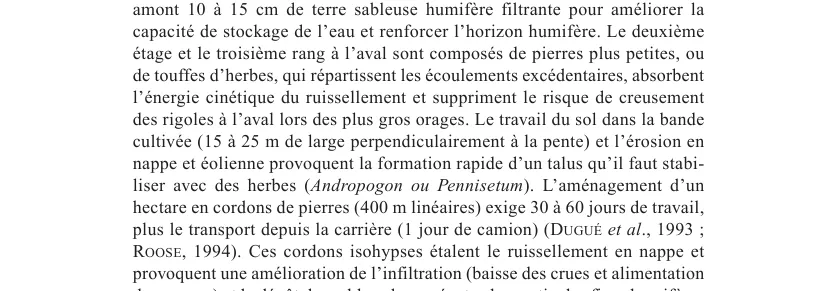 amont 10 à 15 cm de terre sableuse humifère filtrante pour améliorer la
capacité de stockage de l'eau et renforcer l'horizon humifère. Le deuxième
étage et le troisième rang à l'aval sont composés de pierres plus petites, ou
de touffes d'herbes, qui répartissent les écoulements excédentaires, absorbent
l'énergie cinétique du ruissellement et suppriment le risque de creusement
des rigoles à l'aval lors des plus gros orages. Le travail du sol dans la bande
cultivée (15 à 25 m de large perpendiculairement à la pente) et l'érosion en
nappe et éolienne provoquent la formation rapide d'un talus qu'il faut stabi-
liser avec des herbes (Andropogon ou Pennisetum). L'aménagement d'un
hectare en cordons de pierres (400 m linéaires) exige 30 à 60 jours de travail,
plus le transport depuis la carrière (1 jour de camion) (DUGUÉ et al., 1993 ;
ROOSE, 1994). Ces cordons isohypses étalent le ruissellement en nappe et
provoquent une amélioration de l'infiltration (baisse des crues et alimentation